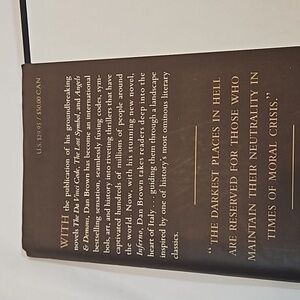 U.S. $29.95 / $30.00 CAN
WITH the publication of his groundbreaking
novels The Da Vinci Code, The Lost Symbol, and Angels
& Demons, Dan Brown has become an international
bestselling sensation, seamlessly fusing codes, sym-
bols, art, and history into riveting thrillers that have
captivated hundreds of millions of people around
the world. Now, with his stunning new novel,
Inferno, Dan Brown takes readers deep into the
heart of Italy . . . guiding them through a landscape
inspired by one of history's most ominous literary
classics.
"THE DARKEST PLACES IN HELL
ARE RESERVED FOR THOSE WHO
MAINTAIN THEIR NEUTRALITY IN
TIMES OF MORAL CRISIS."